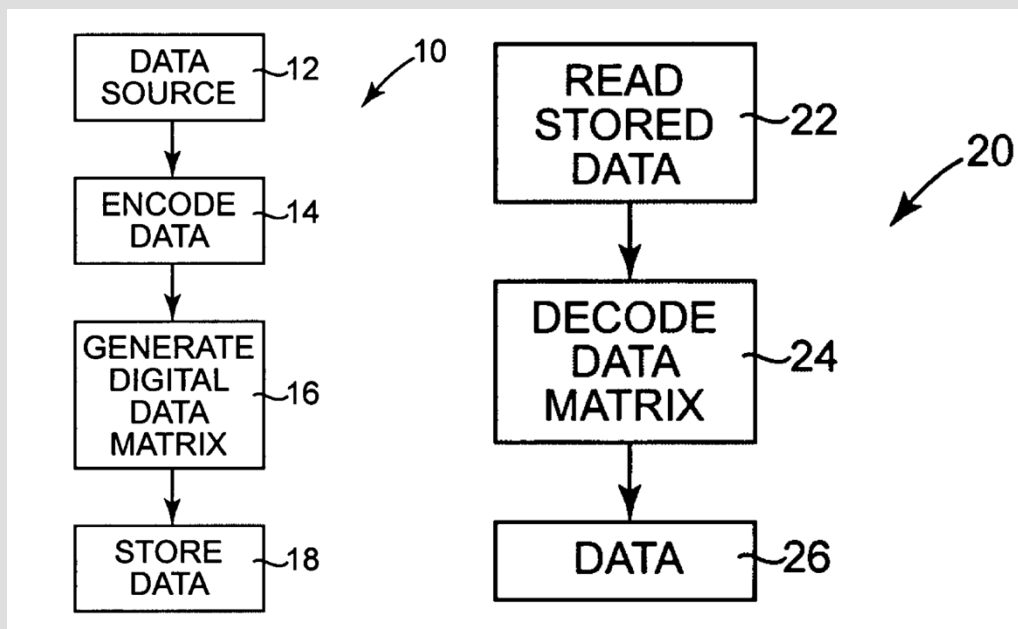 DATA
SOURCE
12
10
ENCODE
DATA
14
GENERATE
DIGITAL
DATA
MATRIX
16
STORE
DATA
18
READ
STORED
DATA
22
20
DECODE
DATA
MATRIX
24
DATA
26